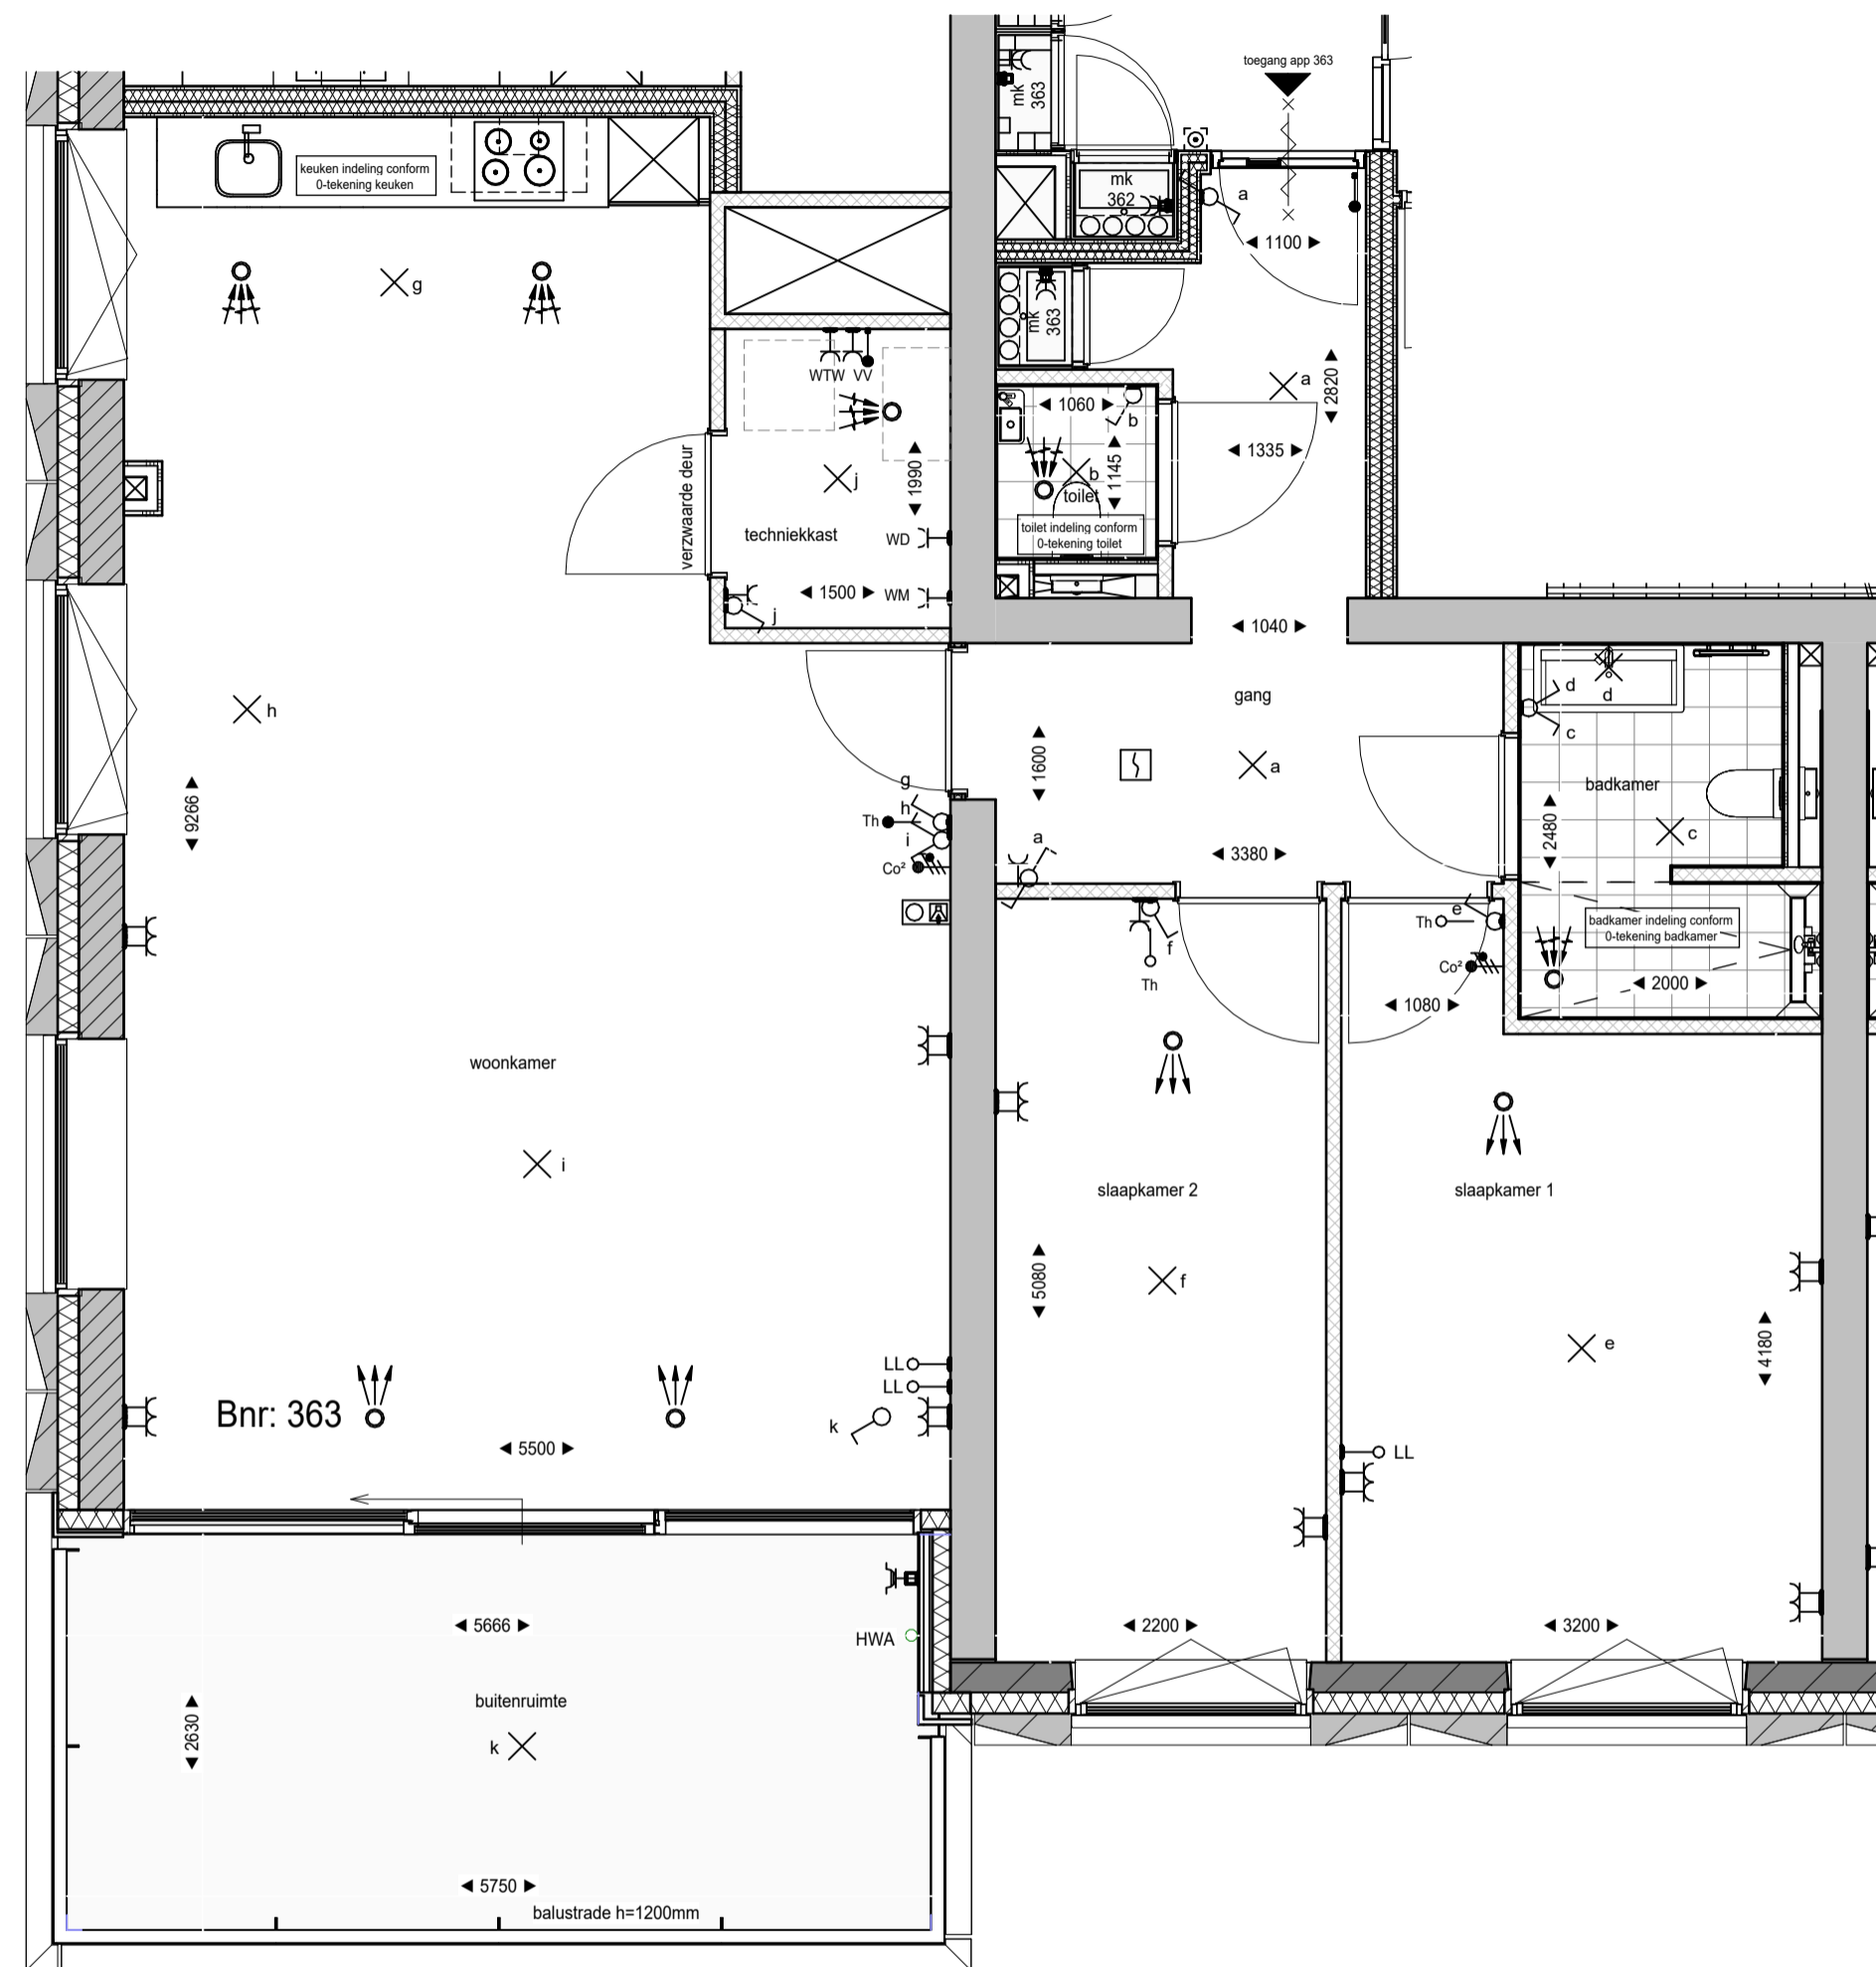 toegang app 363
mk
363
keuken indeling conform
0-tekening keuken
mk
362
a
1100
g
mk
363
WTW VV
a
2820
1060
b
1335
b
1145
toilet
toilet indeling conform
0-tekening toilet
j
1990
verzwaarde deur
techniekkast
WD
1500
WM
j
1040
gang
d
d
c
h
1600
a
g
h
Th
i
Co²
9266
a
3380
badkamer
2480
c
badkamer indeling conform
0-tekening badkamer
e
Th
Co²
f
Th
1080
2000
woonkamer
i
slaapkamer 2
slaapkamer 1
5080
f
e
4180
LL
LL
Bnr: 363
k
5500
LL
5666
HWA
2200
3200
buitenruimte
2630
k
5750
balustrade h=1200mm